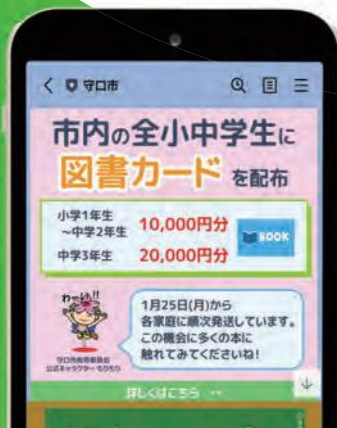 守口市
市内の全小中学生に
図書カード を配布
小学1年生
～中学2年生
10,000円分
BOOK
中学3年生
20,000円分
わーい!!
1月25日(月)から
各家庭に順次発送しています。
この機会に多くの本に
触れてみてくださいね!
守口市教育委員会
公式キャラクター もりりん
詳しくはこちら